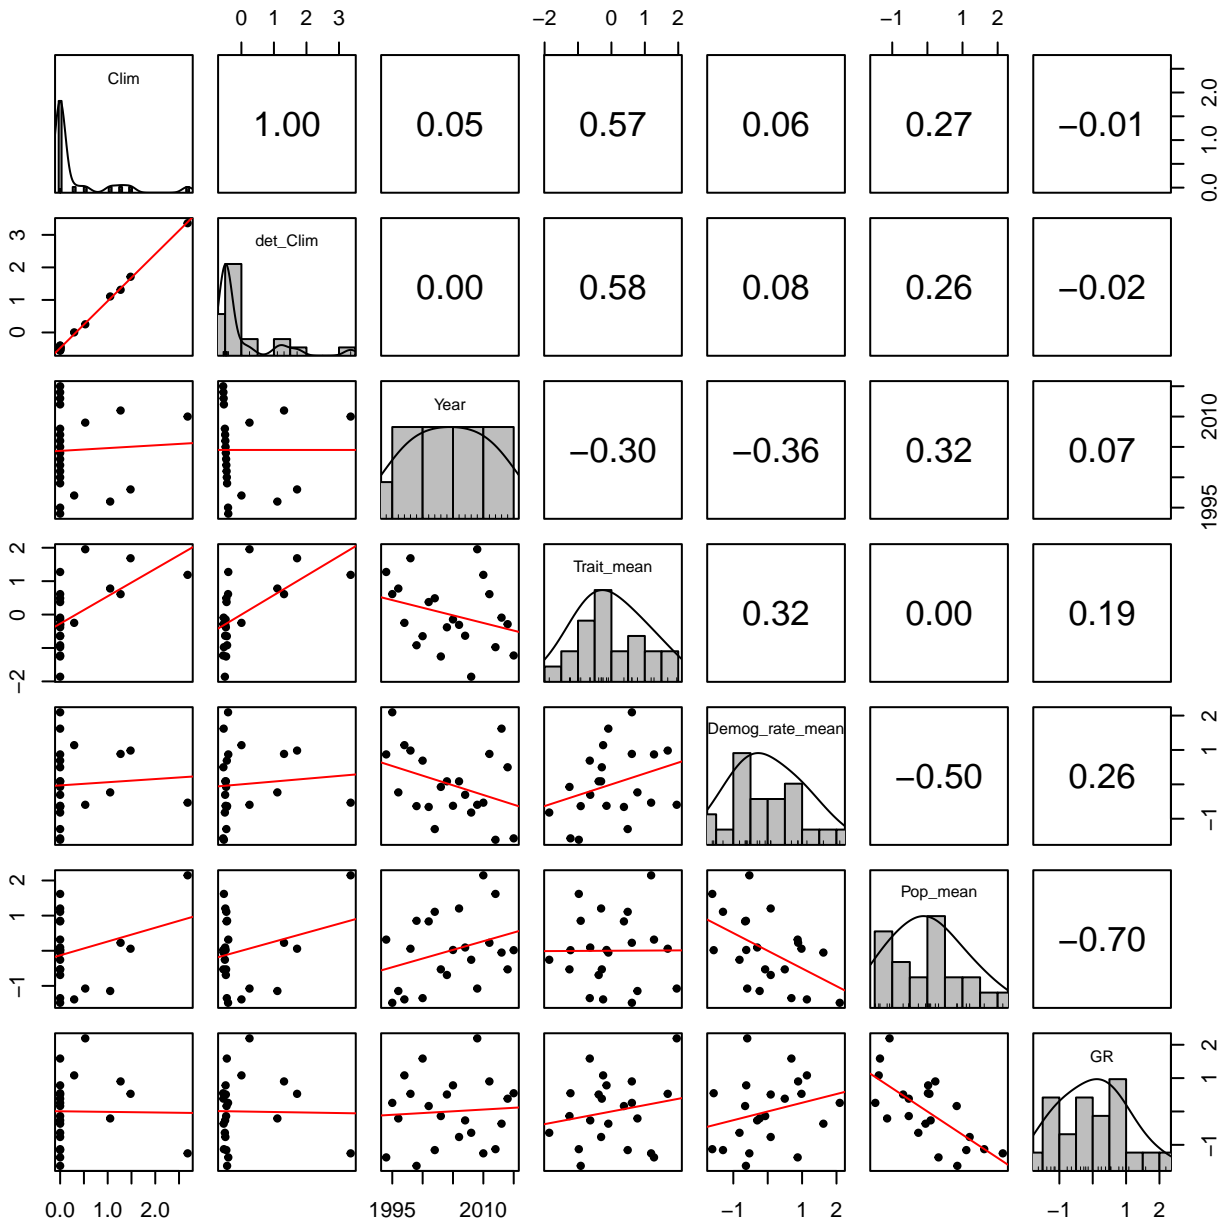 0 1 2 3 −2 0 1 2 −1 1 2
Clim 1.00 0.05 0.57 0.06 0.27 −0.01 0.0 1.0 2.0
0 1 2 3 det_Clim 0.00 0.58 0.08 0.26 −0.02
Year −0.30 −0.36 0.32 0.07 1995 2010
−2 0 1 2 Trait_mean 0.32 0.00 0.19
Demog_rate_mean −0.50 0.26 −1 1 2
−1 1 2 Pop_mean −0.70
GR −1 1 2
0.0 1.0 2.0 1995 2010 −1 1 2 −1 1 2